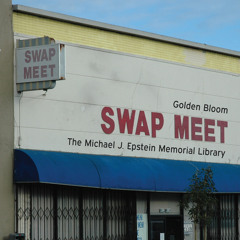 SWAP
MEET
Golden Bloom
SWAP MEET
The Michael J. Epstein Memorial Library